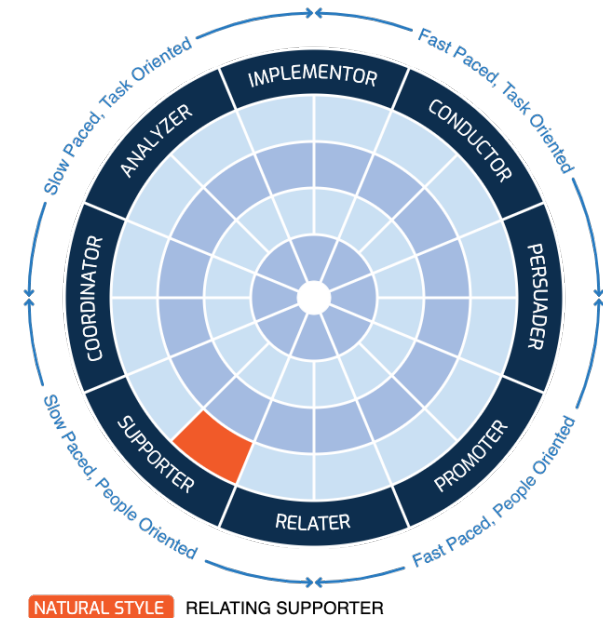 Slow Paced, Task Oriented
Fast Paced, Task Oriented
IMPLEMENTOR
ANALYZER
CONDUCTOR
COORDINATOR
PERSUADER
SUPPORTER
PROMOTER
RELATER
Slow Paced, People Oriented
Fast Paced, People Oriented
NATURAL STYLE RELATING SUPPORTER